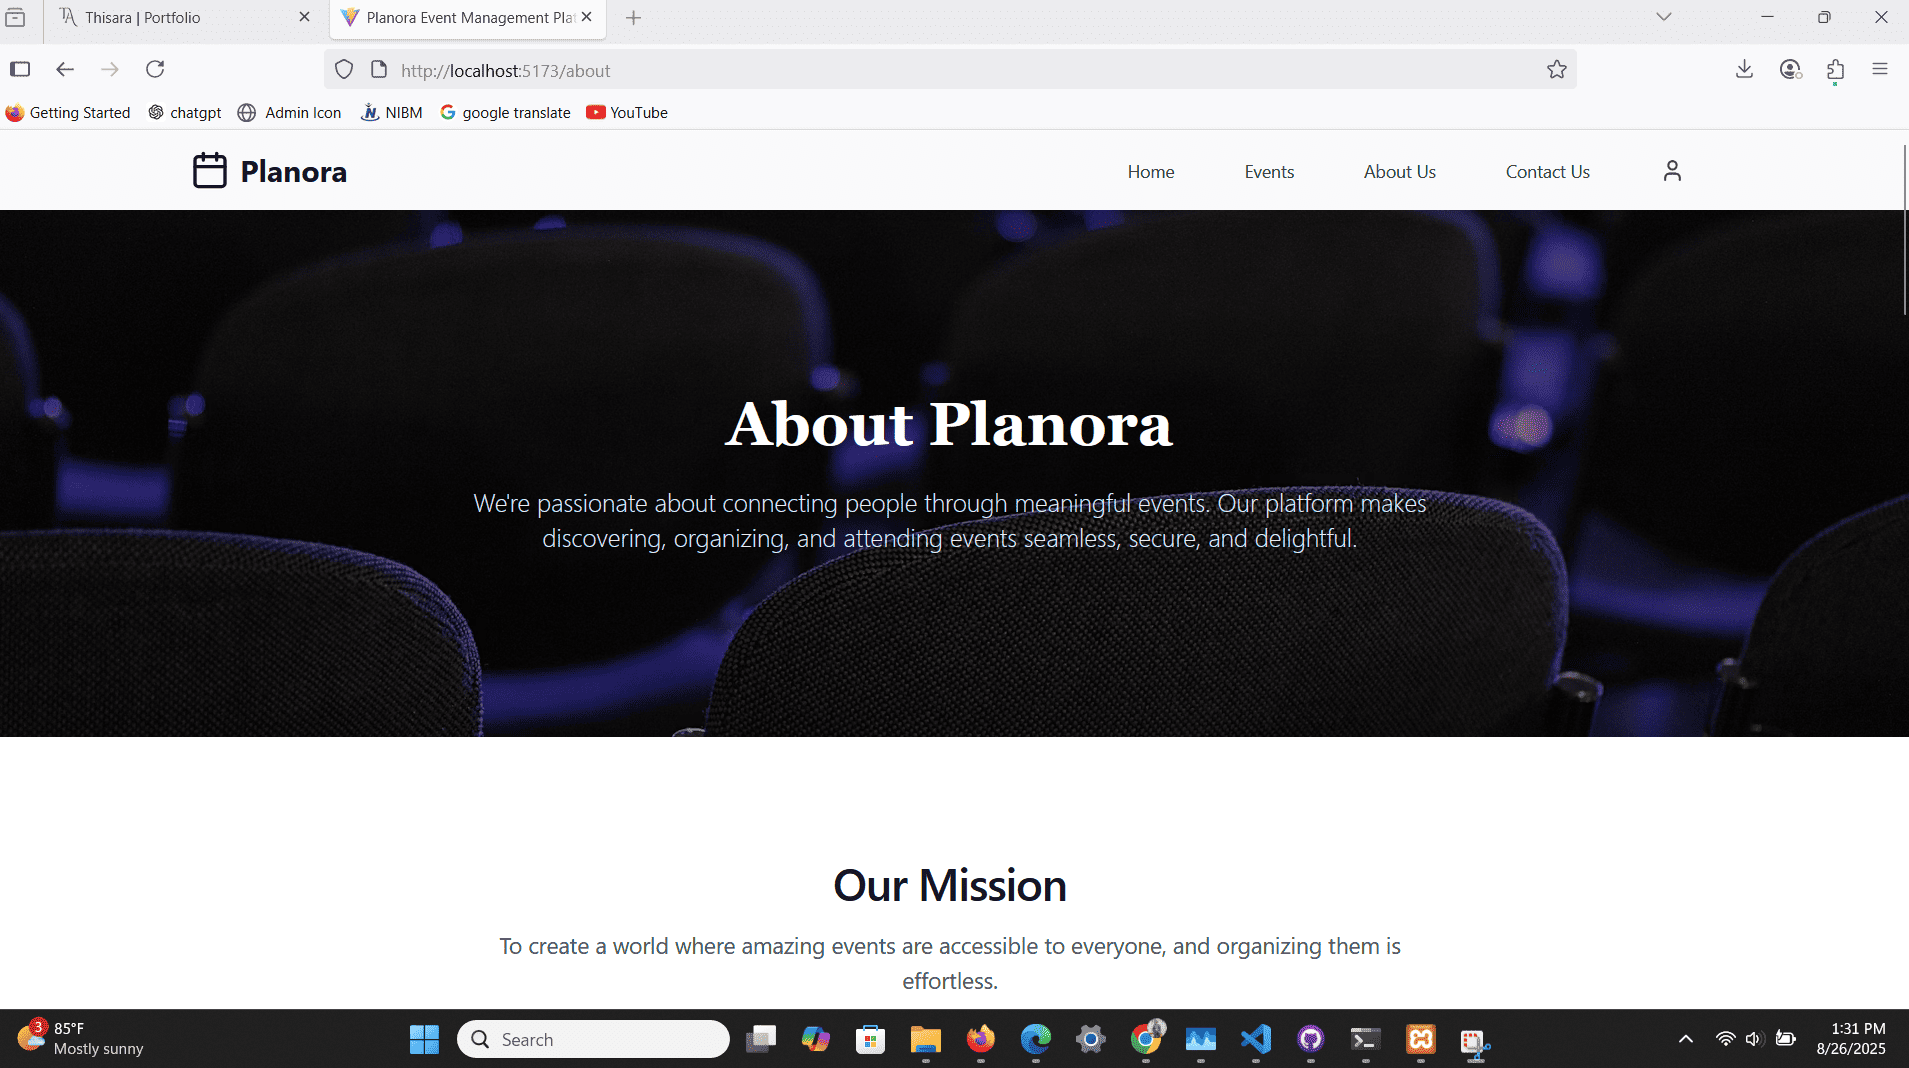 Thisara | Portfolio
Planora Event Management Plat
http://localhost:5173/about
Getting Started
chatgpt
Admin Icon
NIBM
google translate
YouTube
Planora
Home
Events
About Us
Contact Us
About Planora
We're passionate about connecting people through meaningful events. Our platform makes
discovering, organizing, and attending events seamless, secure, and delightful.
Our Mission
To create a world where amazing events are accessible to everyone, and organizing them is
effortless.
3
85°F
Mostly sunny
Search
1:31 PM
8/26/2025